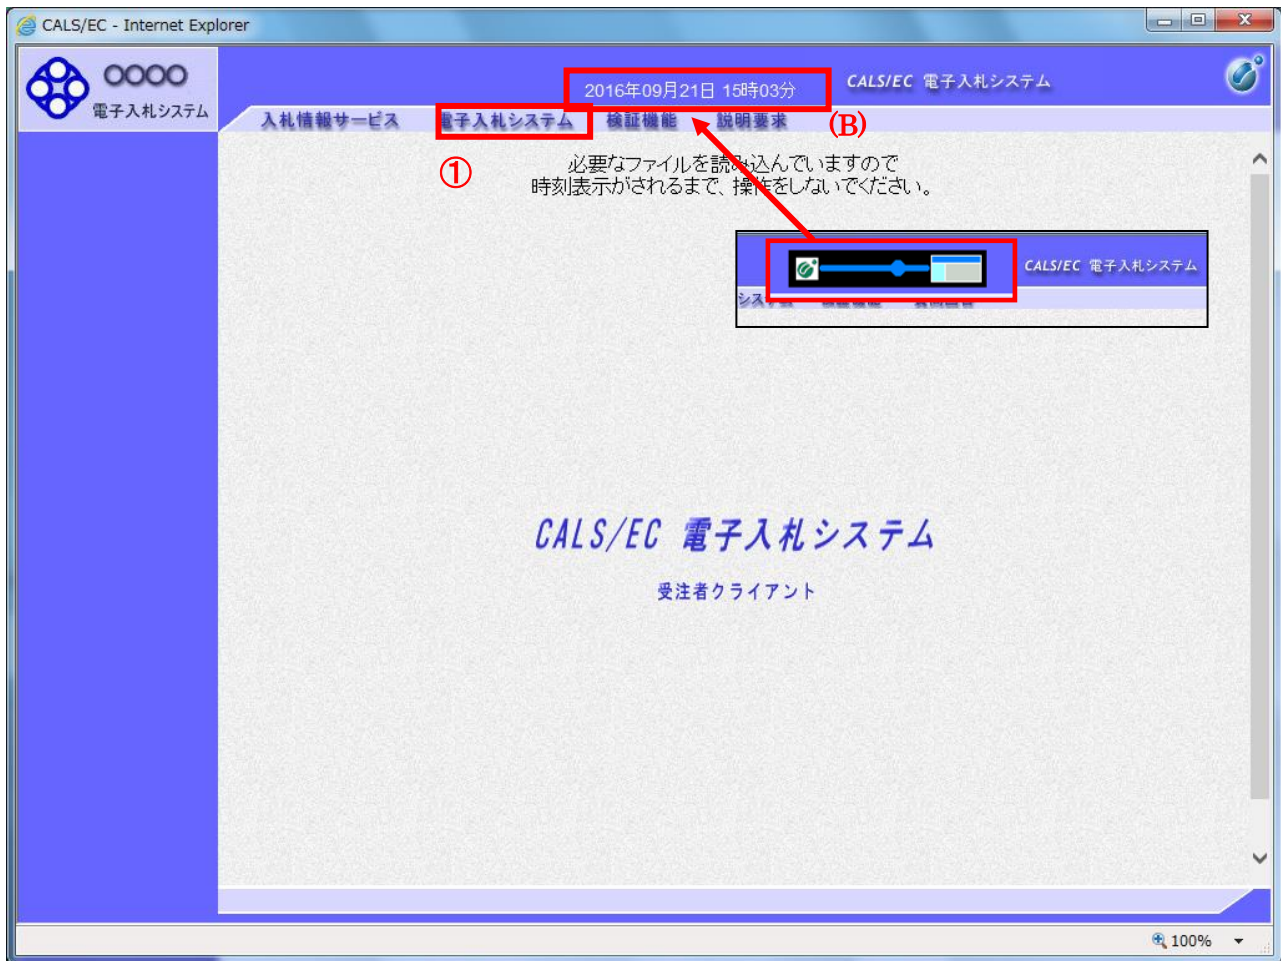 CALS/EC - Internet Explorer
○○○○
電子入札システム
2016年09月21日 15時03分
CALS/EC 電子入札システム
入札情報サービス 電子入札システム 検証機能 説明要求
(B)
①
必要なファイルを読み込んでいますので
時刻表示がされるまで、操作をしないでください。
CALS/EC 電子入札システム
CALS/EC 電子入札システム
受注者クライアント
100%